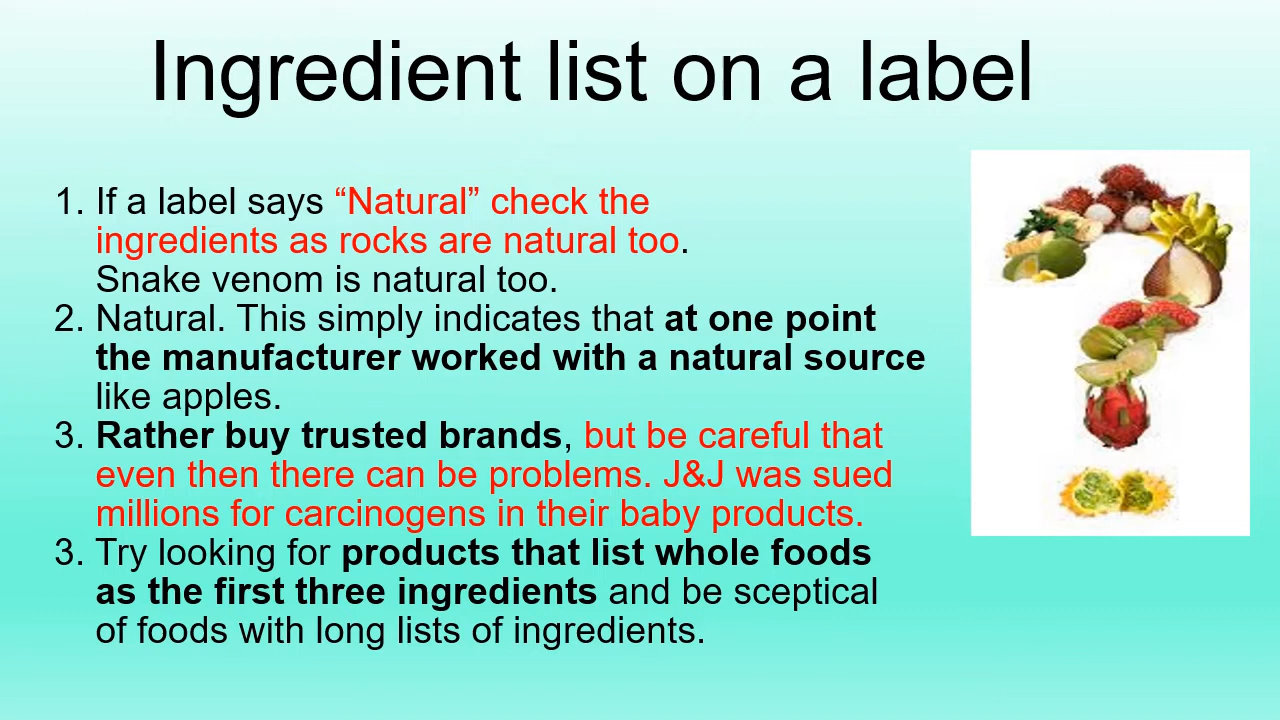 Ingredient list on a label
1. If a label says “Natural” check the
ingredients as rocks are natural too.
Snake venom is natural too.
2. Natural. This simply indicates that at one point
the manufacturer worked with a natural source
like apples.
3. Rather buy trusted brands, but be careful that
even then there can be problems. J&J was sued
millions for carcinogens in their baby products.
3. Try looking for products that list whole foods
as the first three ingredients and be sceptical
of foods with long lists of ingredients.